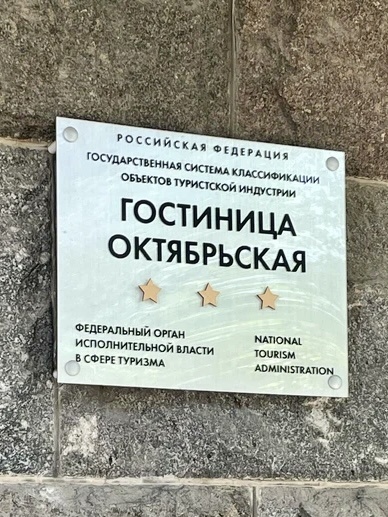 РОССИЙСКАЯ ФЕДЕРАЦИЯ
ГОСУДАРСТВЕННАЯ СИСТЕМА КЛАССИФИКАЦИИ
ОБЪЕКТОВ ТУРИСТСКОЙ ИНДУСТРИИ
ГОСТИНИЦА
ОКТЯБРЬСКАЯ
ФЕДЕРАЛЬНЫЙ ОРГАН
ИСПОЛНИТЕЛЬНОЙ ВЛАСТИ
В СФЕРЕ ТУРИЗМА
NATIONAL
TOURISM
ADMINISTRATION